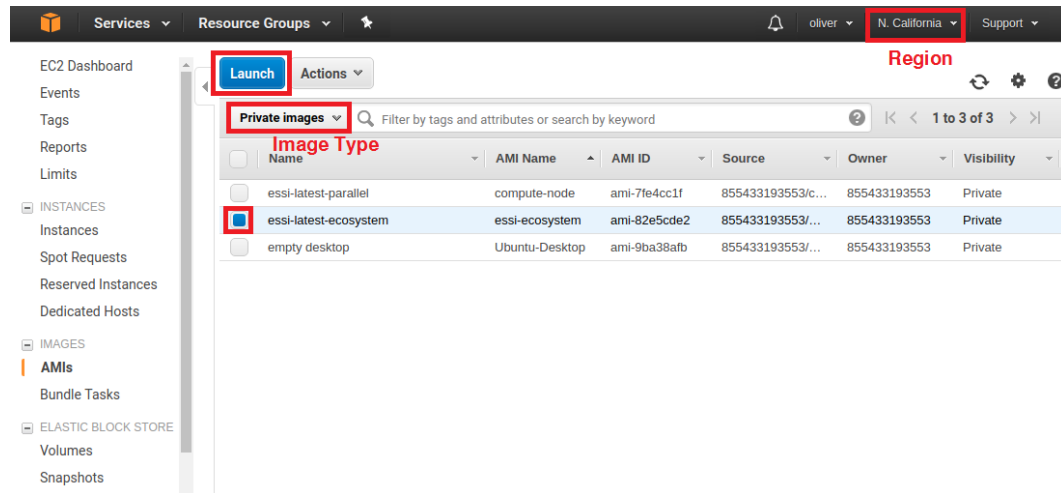 Services Resource Groups oliver N. California Support
Region
EC2 Dashboard
Events
Tags
Reports
Limits
INSTANCES
Instances
Spot Requests
Reserved Instances
Dedicated Hosts
IMAGES
AMIs
Bundle Tasks
ELASTIC BLOCK STORE
Volumes
Snapshots
Launch Actions
Private images Filter by tags and attributes or search by keyword 1 to 3 of 3
Image Type
Name AMI Name AMI ID Source Owner Visibility
essi-latest-parallel compute-node ami-7fe4cc1f 855433193553/c... 855433193553 Private
essi-latest-ecosystem essi-ecosystem ami-82e5cde2 855433193553/... 855433193553 Private
empty desktop Ubuntu-Desktop ami-9ba38afb 855433193553/... 855433193553 Private